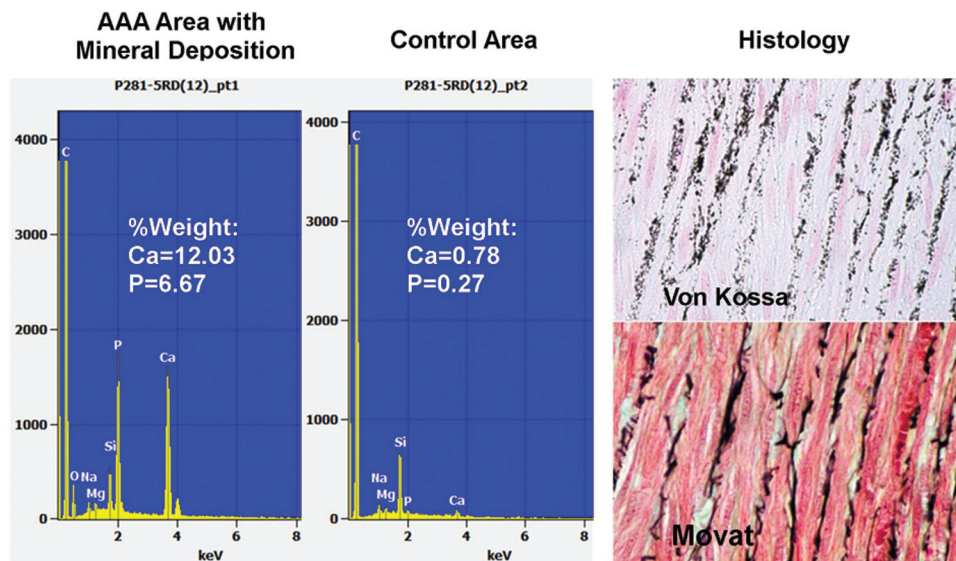 AAA Area with
Mineral Deposition
Control Area
Histology
P281-5RD(12)_pt1
4000
3000
2000
1000
0
C
O
Na
Mg
Si
P
Ca
%Weight:
Ca=12.03
P=6.67
2
4
6
8
keV
P281-5RD(12)_pt2
4000
3000
2000
1000
0
C
Na
Mg
Si
P
Ca
%Weight:
Ca=0.78
P=0.27
2
4
6
8
keV
Von Kossa
Movat